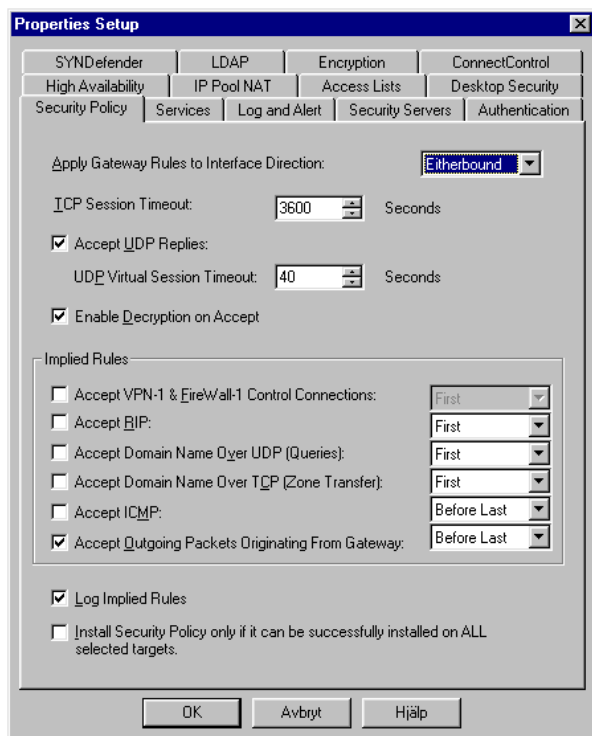 Properties Setup
SYNDefender LDAP Encryption ConnectControl
High Availability IP Pool NAT Access Lists Desktop Security
Security Policy Services Log and Alert Security Servers Authentication
Apply Gateway Rules to Interface Direction: Eitherbound
TCP Session Timeout: 3600 Seconds
Accept UDP Replies:
UDP Virtual Session Timeout: 40 Seconds
Enable Decryption on Accept
Implied Rules
Accept VPN-1 & FireWall-1 Control Connections: First
Accept RIP: First
Accept Domain Name Over UDP (Queries): First
Accept Domain Name Over TCP (Zone Transfer): First
Accept ICMP: Before Last
Accept Outgoing Packets Originating From Gateway: Before Last
Log Implied Rules
Install Security Policy only if it can be successfully installed on ALL
selected targets.
OK Avbryt Hjälp